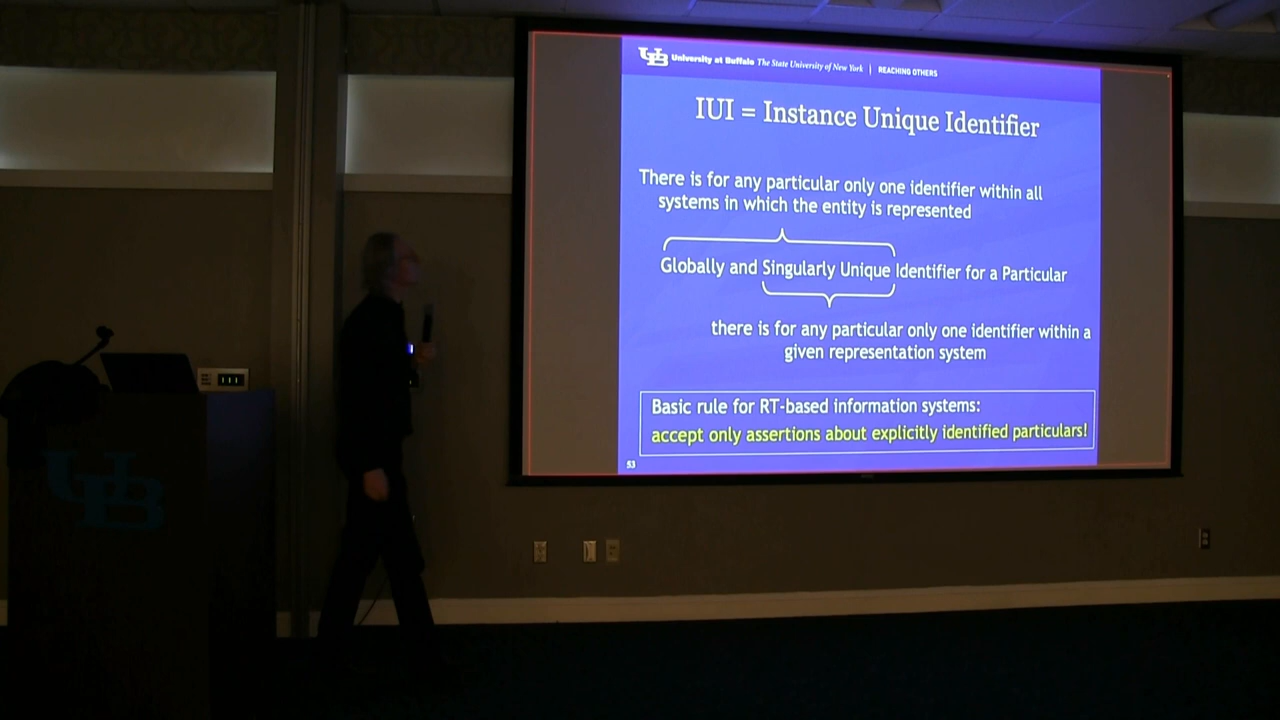 UB University at Buffalo The State University of New York | REACHING OTHERS
IUI = Instance Unique Identifier
There is for any particular only one identifier within all
systems in which the entity is represented
Globally and Singularly Unique Identifier for a Particular
there is for any particular only one identifier within a
given representation system
Basic rule for RT-based information systems:
accept only assertions about explicitly identified particulars!
53
UB